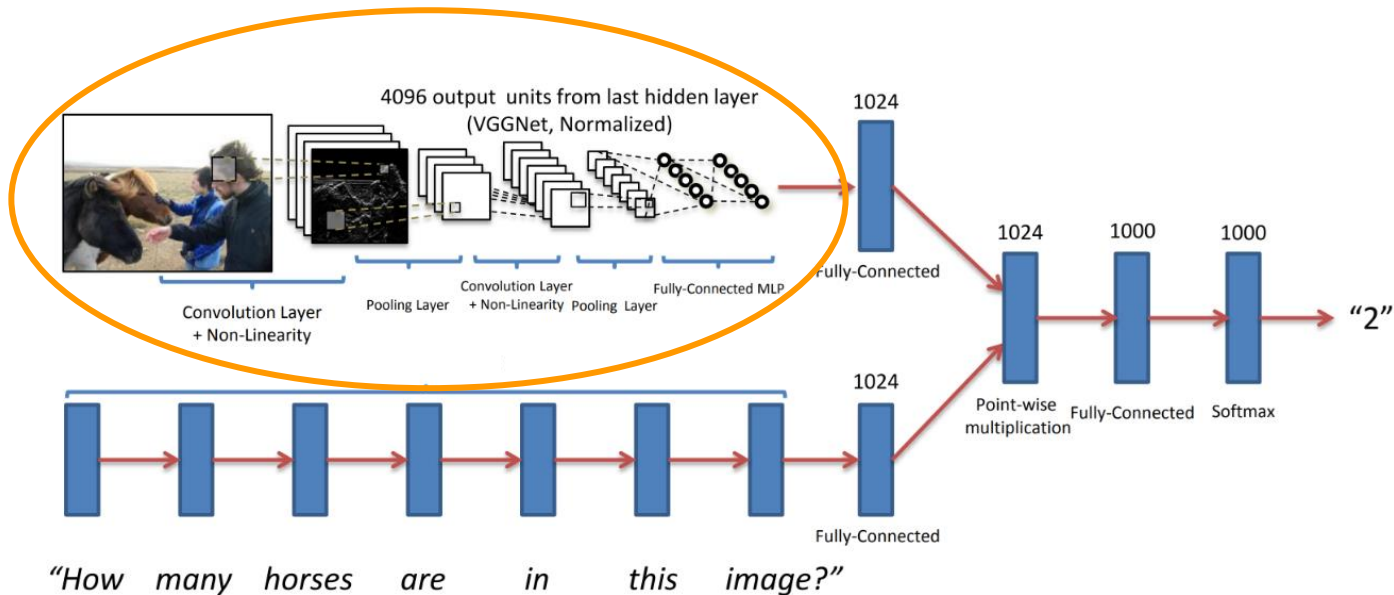 4096 output units from last hidden layer
(VGGNet, Normalized)
Convolution Layer
+ Non-Linearity
Pooling Layer
Convolution Layer
+ Non-Linearity
Pooling Layer
Fully-Connected MLP
1024
Fully-Connected
1024
Fully-Connected
1024
Point-wise
multiplication
1000
Fully-Connected
1000
Softmax
“2”
“How many horses are in this image?”